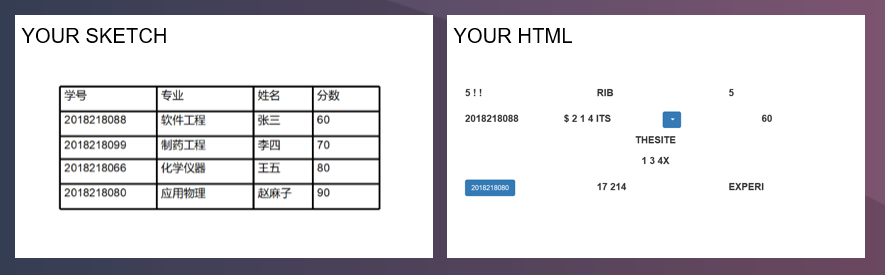 YOUR SKETCH
学号 专业 姓名 分数
2018218088 软件工程 张三 60
2018218099 制药工程 李四 70
2018218066 化学仪器 王五 80
2018218080 应用物理 赵麻子 90
YOUR HTML
5 ! ! RIB 5
2018218088 $ 2 1 4 ITS 60
THESITE
1 3 4X
2018218080 17 214 EXPERI